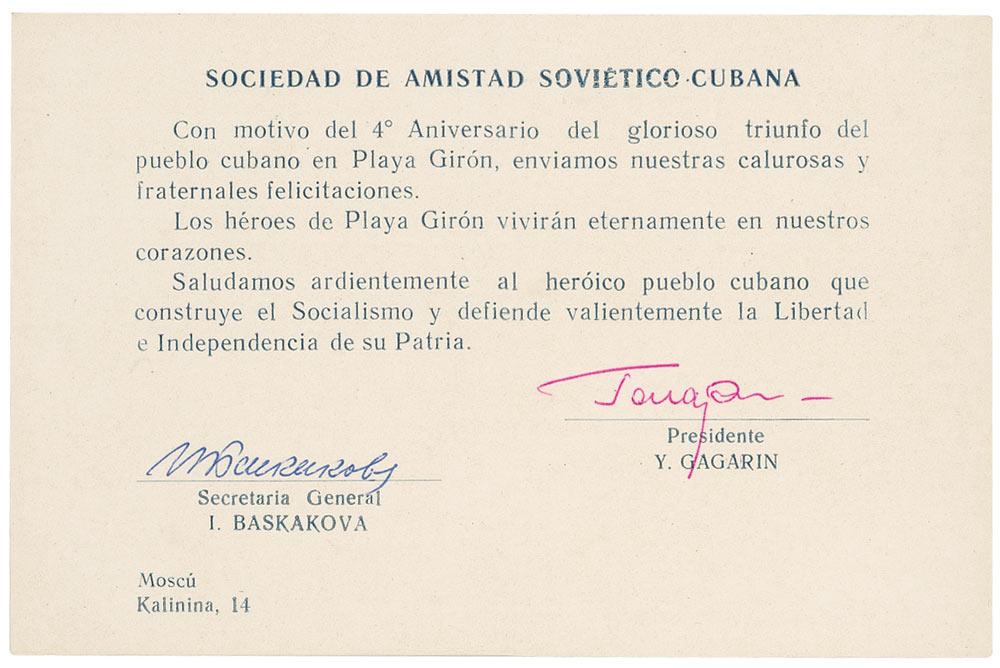 SOCIEDAD DE AMISTAD SOVIÉTICO-CUBANA
Con motivo del 4° Aniversario del glorioso triunfo del
pueblo cubano en Playa Girón, enviamos nuestras calurosas y
fraternales felicitaciones.
Los héroes de Playa Girón vivirán eternamente en nuestros
corazones.
Saludamos ardientemente al heróico pueblo cubano que
construye el Socialismo y defiende valientemente la Libertad
e Independencia de su Patria.
Гагарин
Presidente
Y. GAGARIN
И Баскакова
Secretaria General
I. BASKAKOVA
Moscú
Kalinina, 14